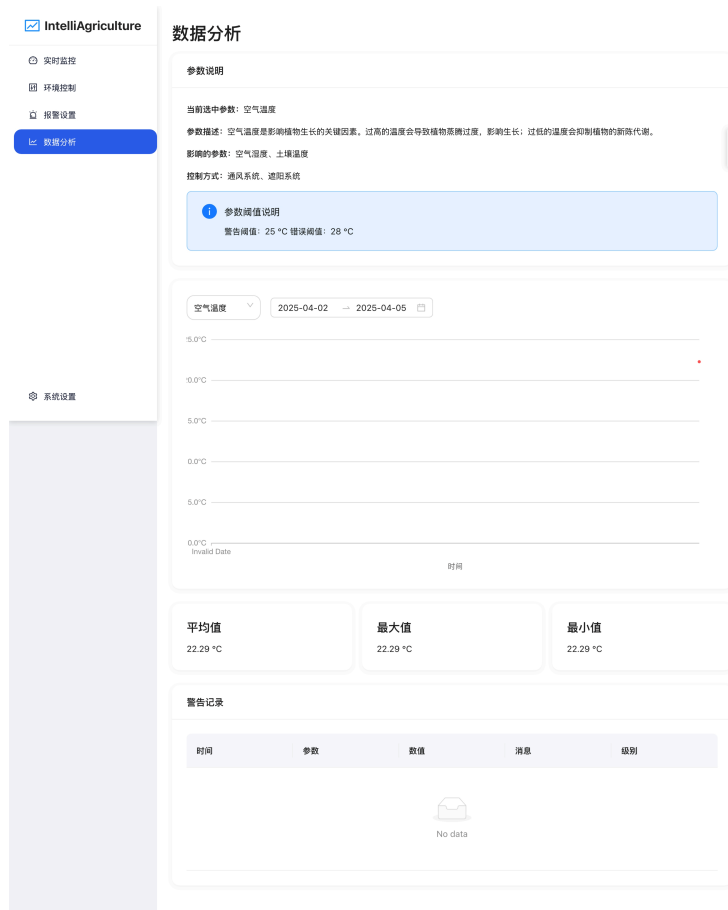 IntelliAgriculture
实时监控
环境控制
报警设置
数据分析
系统设置
数据分析
参数说明
当前选中参数：空气温度
参数描述：空气温度是影响植物生长的关键因素。过高的温度会导致植物蒸腾过度，影响生长；过低的温度会抑制植物的新陈代谢。
影响的参数：空气湿度、土壤温度
控制方式：通风系统、遮阳系统
参数阈值说明
警告阈值：25 °C 错误阈值：28 °C
空气温度
2025-04-02 → 2025-04-05
5.0°C
0.0°C
5.0°C
0.0°C
5.0°C
0.0°C
Invalid Date
时间
平均值 最大值 最小值
22.29 °C 22.29 °C 22.29 °C
警告记录
时间 参数 数值 消息 级别
No data